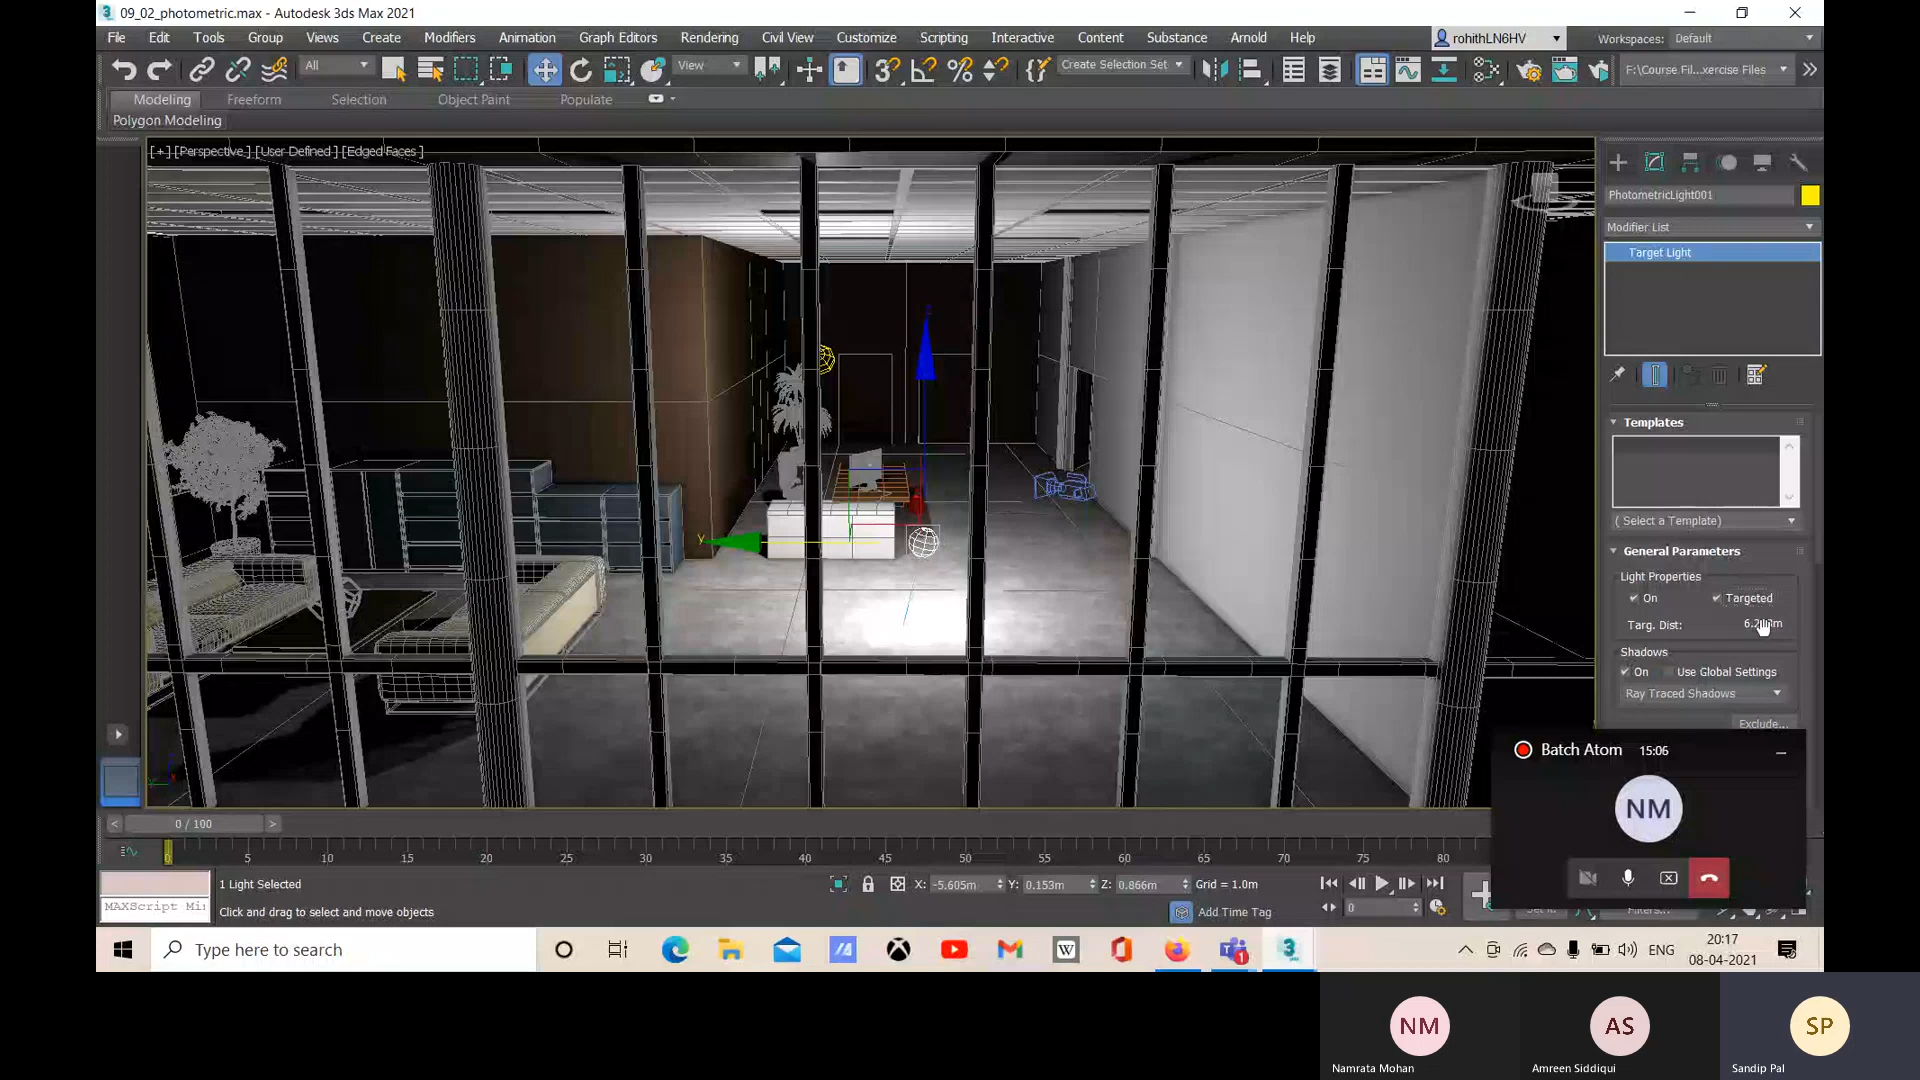 09_02_photometric.max - Autodesk 3ds Max 2021
File Edit Tools Group Views Create Modifiers Animation Graph Editors Rendering Civil View Customize Scripting Interactive Content Substance Arnold Help
rohithLN6HV
Workspaces: Default
All
View
Create Selection Set
F:\Course Fil...xercise Files
Modeling Freeform Selection Object Paint Populate
Polygon Modeling
[+] [Perspective ] [User Defined ] [Edged Faces ]
PhotometricLight001
Modifier List
Target Light
Templates
( Select a Template)
General Parameters
Light Properties
On Targeted
Targ. Dist:
Shadows
On Use Global Settings
Ray Traced Shadows
Exclude...
y
Batch Atom 15:06
NM
< 0 / 100 >
0 5 10 15 20 25 30 35 40 45 50 55 60 65 70 75 80
1 Light Selected
X: -5.605m Y: 0.153m Z: 0.866m Grid = 1.0m
MAXScript Mi
Click and drag to select and move objects
Add Time Tag
0
Filters...
Type here to search
ENG
20:17
08-04-2021
NM AS SP
Namrata Mohan Amreen Siddiqui Sandip Pal